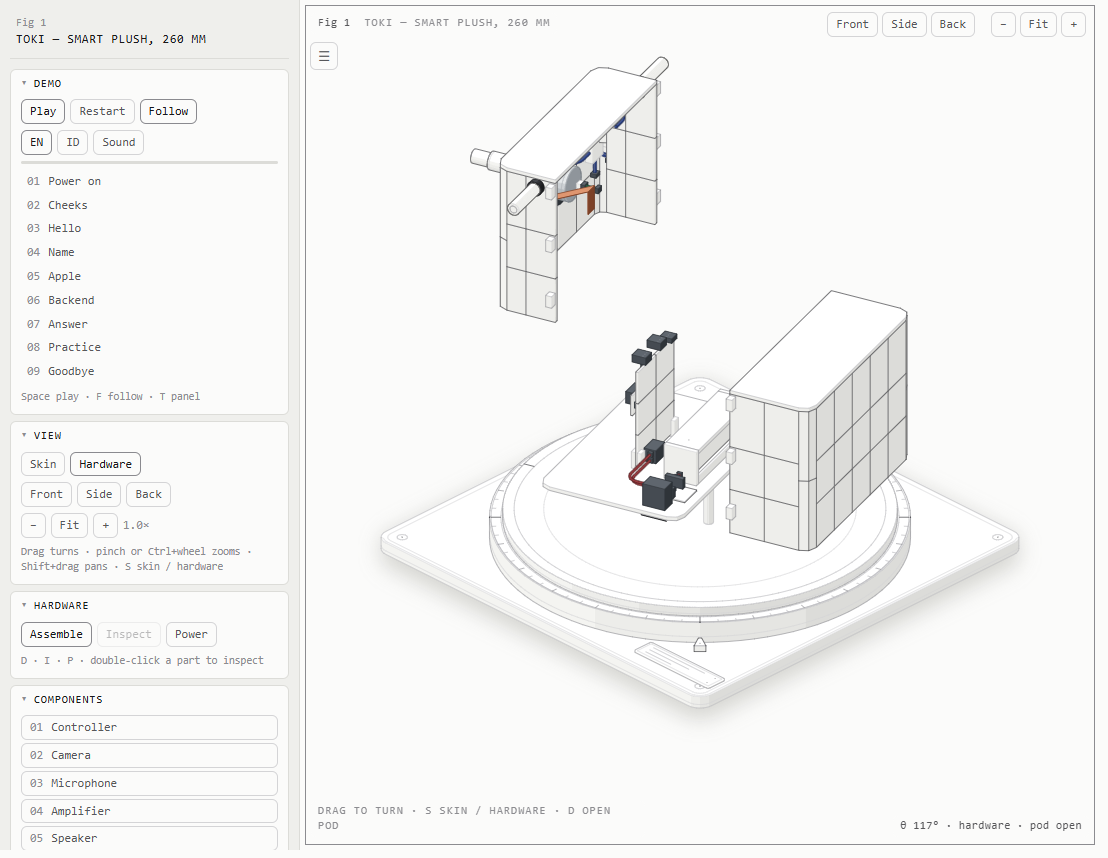 Fig 1
TOKI — SMART PLUSH, 260 MM
▾ DEMO
Play Restart Follow
EN ID Sound
01 Power on
02 Cheeks
03 Hello
04 Name
05 Apple
06 Backend
07 Answer
08 Practice
09 Goodbye
Space play · F follow · T panel
▾ VIEW
Skin Hardware
Front Side Back
− Fit + 1.0×
Drag turns · pinch or Ctrl+wheel zooms ·
Shift+drag pans · S skin / hardware
▾ HARDWARE
Assemble Inspect Power
D · I · P · double-click a part to inspect
▾ COMPONENTS
01 Controller
02 Camera
03 Microphone
04 Amplifier
05 Speaker
Fig 1 TOKI — SMART PLUSH, 260 MM
Front Side Back − Fit +
☰
DRAG TO TURN · S SKIN / HARDWARE · D OPEN
POD
θ 117° · hardware · pod open